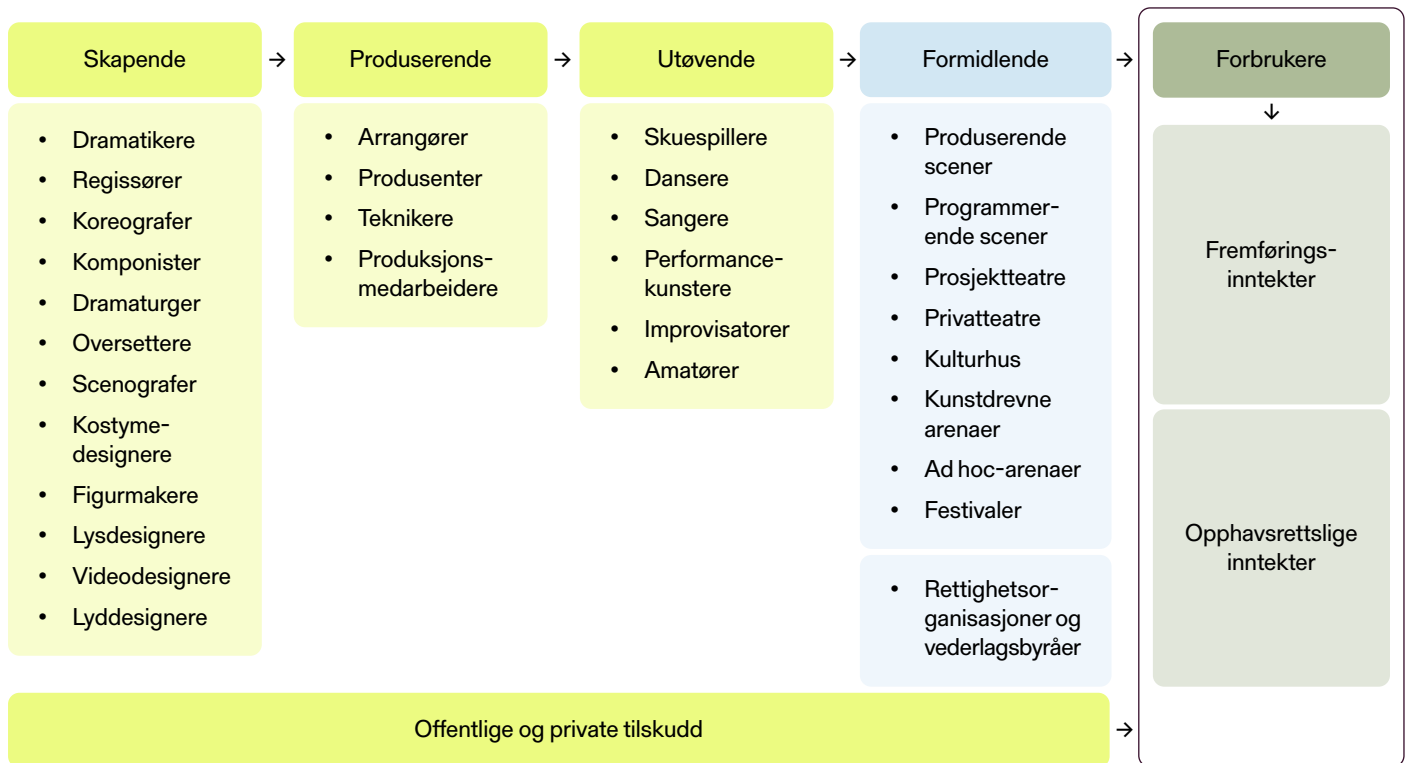 Skapende
Produserende
Utøvende
Formidlende
Forbrukere
• Dramatikere
• Regissører
• Koreografer
• Komponister
• Dramaturger
• Oversettere
• Scenografer
• Kostyme-
designere
• Figurmakere
• Lysdesignere
• Videodesignere
• Lyddesignere
• Arrangører
• Produsenter
• Teknikere
• Produksjons-
medarbeidere
• Skuespillere
• Dansere
• Sangere
• Performance-
kunstere
• Improvisatorer
• Amatører
• Produserende
scener
• Programmer-
ende scener
• Prosjektteatre
• Privatteatre
• Kulturhus
• Kunstdrevne
arenaer
• Ad hoc-arenaer
• Festivaler
• Rettighetsor-
ganisasjoner og
vederlagsbyråer
Fremførings-
inntekter
Opphavsrettslige
inntekter
Offentlige og private tilskudd